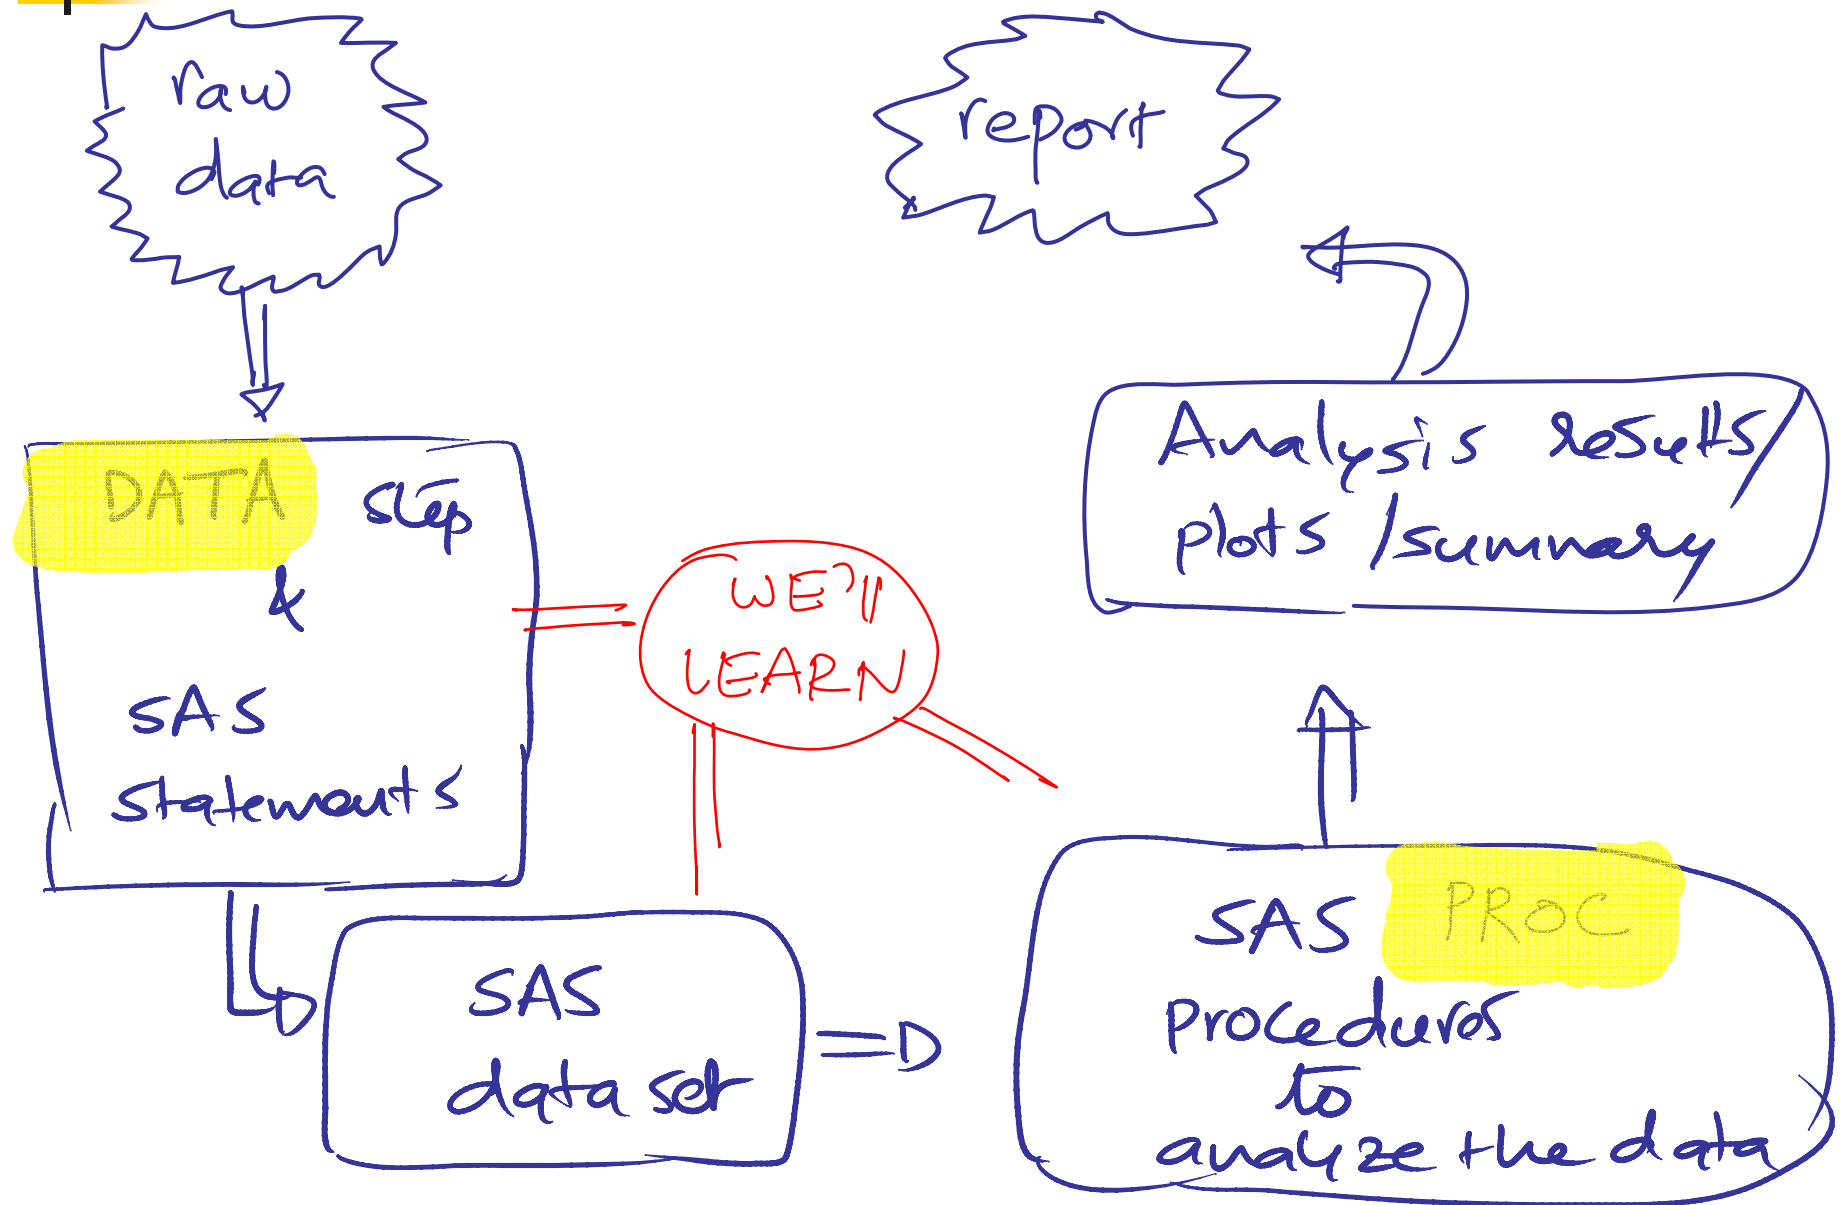 raw
data
report
DATA step
&
SAS
statements
WE'll
LEARN
Analysis results/
plots /summary
SAS
data set
SAS PROC
procedures
to
analyze the data